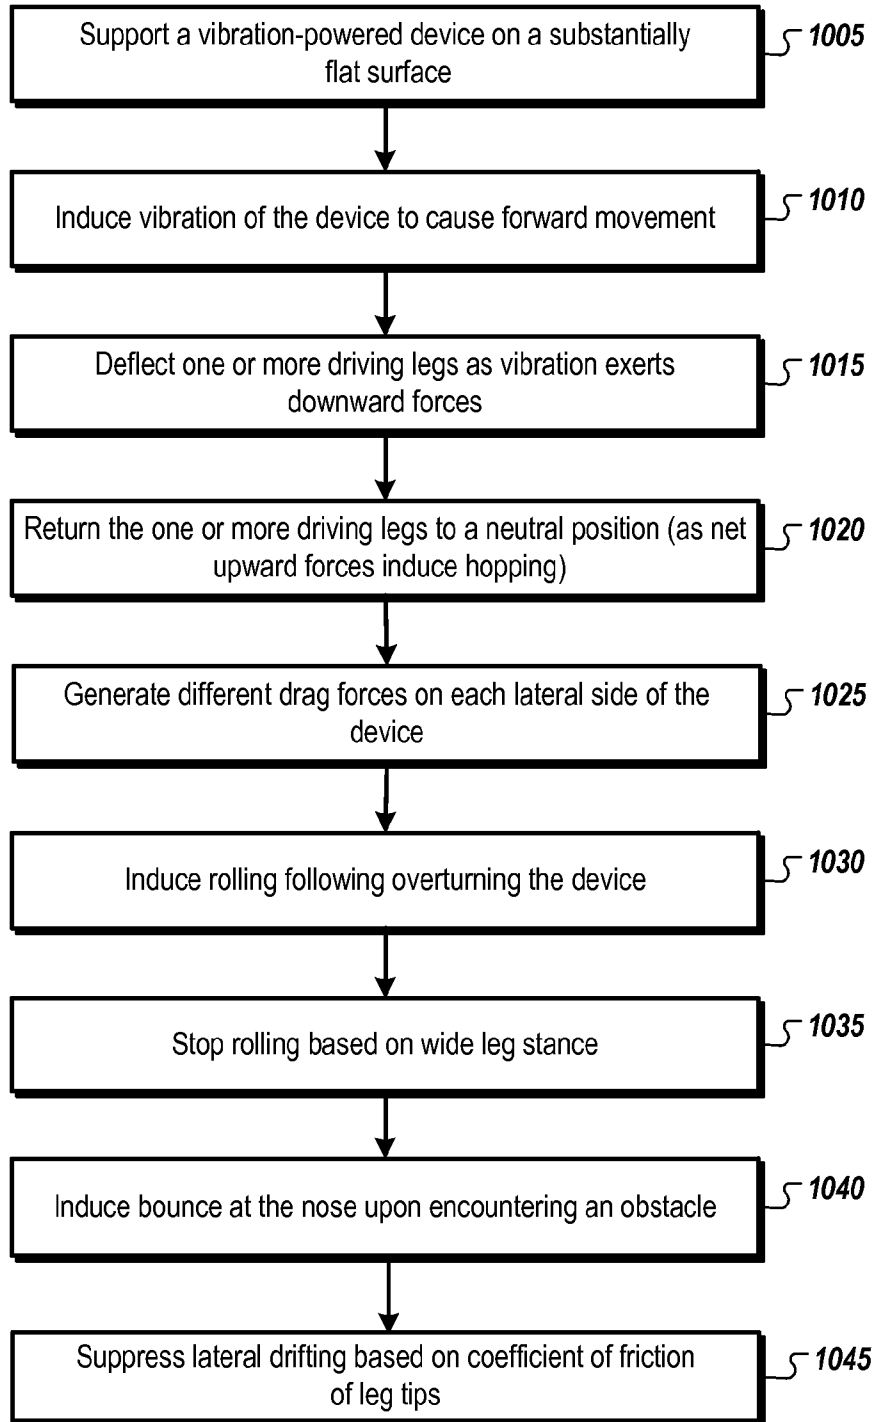 Support a vibration-powered device on a substantially
flat surface
1005
Induce vibration of the device to cause forward movement
1010
Deflect one or more driving legs as vibration exerts
downward forces
1015
Return the one or more driving legs to a neutral position (as net
upward forces induce hopping)
1020
Generate different drag forces on each lateral side of the
device
1025
Induce rolling following overturning the device
1030
Stop rolling based on wide leg stance
1035
Induce bounce at the nose upon encountering an obstacle
1040
Suppress lateral drifting based on coefficient of friction
of leg tips
1045